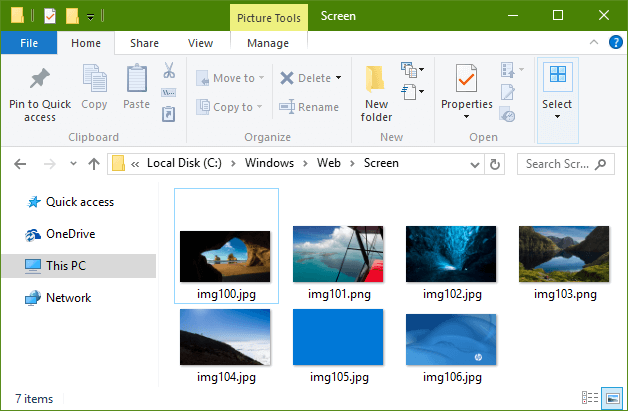 Picture Tools Screen
File Home Share View Manage
Pin to Quick access
Copy
Paste
Clipboard
Move to
Copy to
Delete
Rename
Organize
New folder
New
Properties
Open
Select
« Local Disk (C:) > Windows > Web > Screen
Search Scr...
Quick access
OneDrive
This PC
Network
img100.jpg img101.png img102.jpg img103.png
img104.jpg img105.jpg img106.jpg
hp
7 items